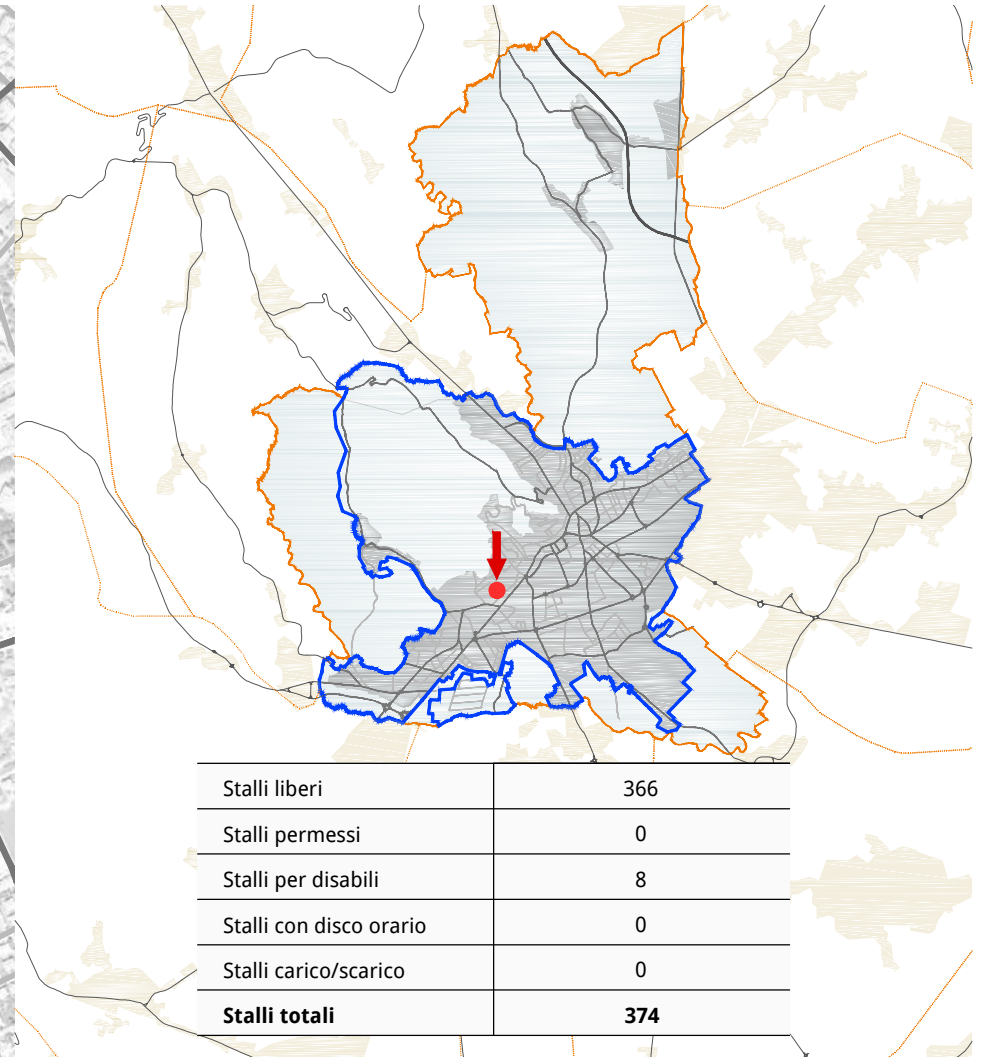 Stalli liberi 366
Stalli permessi 0
Stalli per disabili 8
Stalli con disco orario 0
Stalli carico/scarico 0
Stalli totali 374